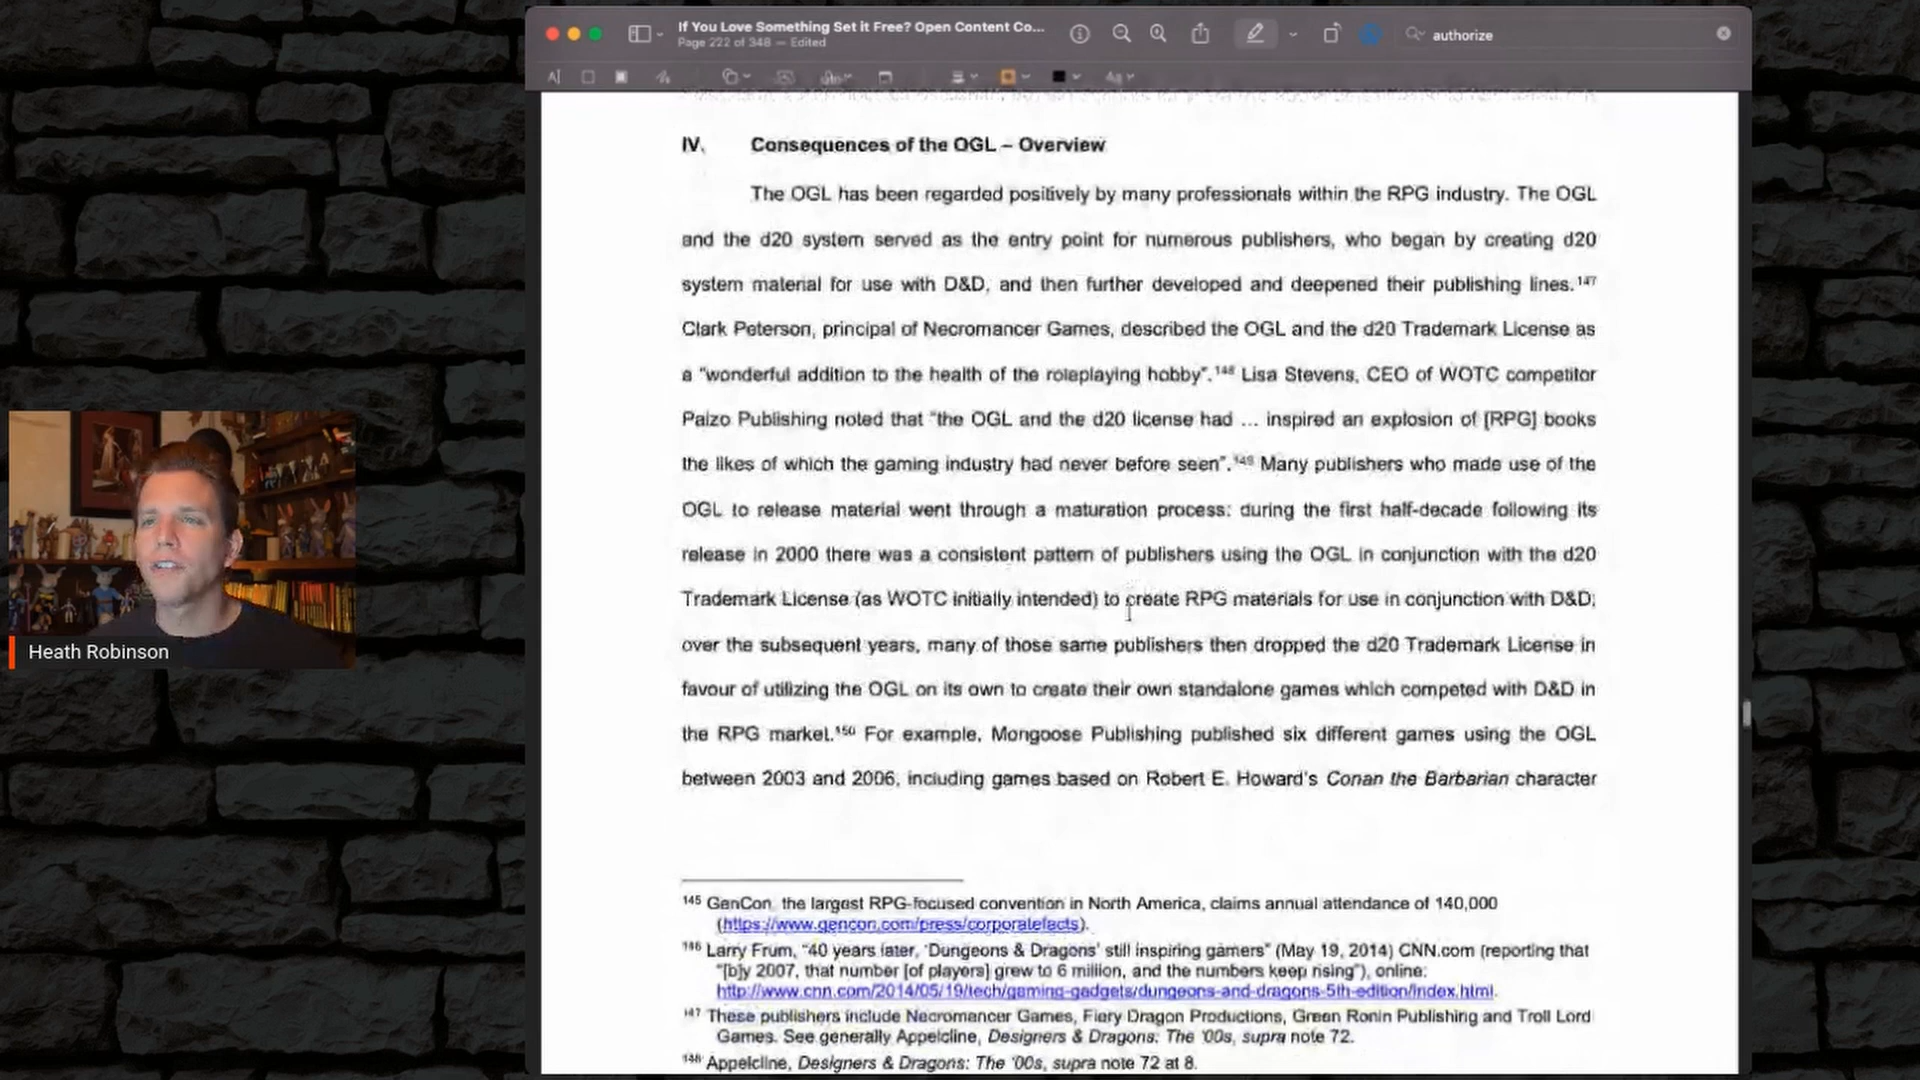 If You Love Something Set it Free? Open Content Co...
Page 222 of 348 — Edited
authorize
IV. Consequences of the OGL – Overview
The OGL has been regarded positively by many professionals within the RPG industry. The OGL
and the d20 system served as the entry point for numerous publishers, who began by creating d20
system material for use with D&D, and then further developed and deepened their publishing lines.147
Clark Peterson, principal of Necromancer Games, described the OGL and the d20 Trademark License as
a "wonderful addition to the health of the roleplaying hobby".148 Lisa Stevens, CEO of WOTC competitor
Paizo Publishing noted that "the OGL and the d20 license had ... inspired an explosion of [RPG] books
the likes of which the gaming industry had never before seen".149 Many publishers who made use of the
OGL to release material went through a maturation process: during the first half-decade following its
release in 2000 there was a consistent pattern of publishers using the OGL in conjunction with the d20
Trademark License (as WOTC initially intended) to create RPG materials for use in conjunction with D&D;
over the subsequent years, many of those same publishers then dropped the d20 Trademark License in
favour of utilizing the OGL on its own to create their own standalone games which competed with D&D in
the RPG market.150 For example, Mongoose Publishing published six different games using the OGL
between 2003 and 2006, including games based on Robert E. Howard's Conan the Barbarian character
145 GenCon, the largest RPG-focused convention in North America, claims annual attendance of 140,000
(https://www.gencon.com/press/corporatefacts).
146 Larry Frum, "40 years later, 'Dungeons & Dragons' still inspiring gamers" (May 19, 2014) CNN.com (reporting that
"[b]y 2007, that number [of players] grew to 6 million, and the numbers keep rising"), online:
http://www.cnn.com/2014/05/19/tech/gaming-gadgets/dungeons-and-dragons-5th-edition/index.html.
147 These publishers include Necromancer Games, Fiery Dragon Productions, Green Ronin Publishing and Troll Lord
Games. See generally Appelcline, Designers & Dragons: The '00s, supra note 72.
148 Appelcline, Designers & Dragons: The '00s, supra note 72 at 8.
Heath Robinson